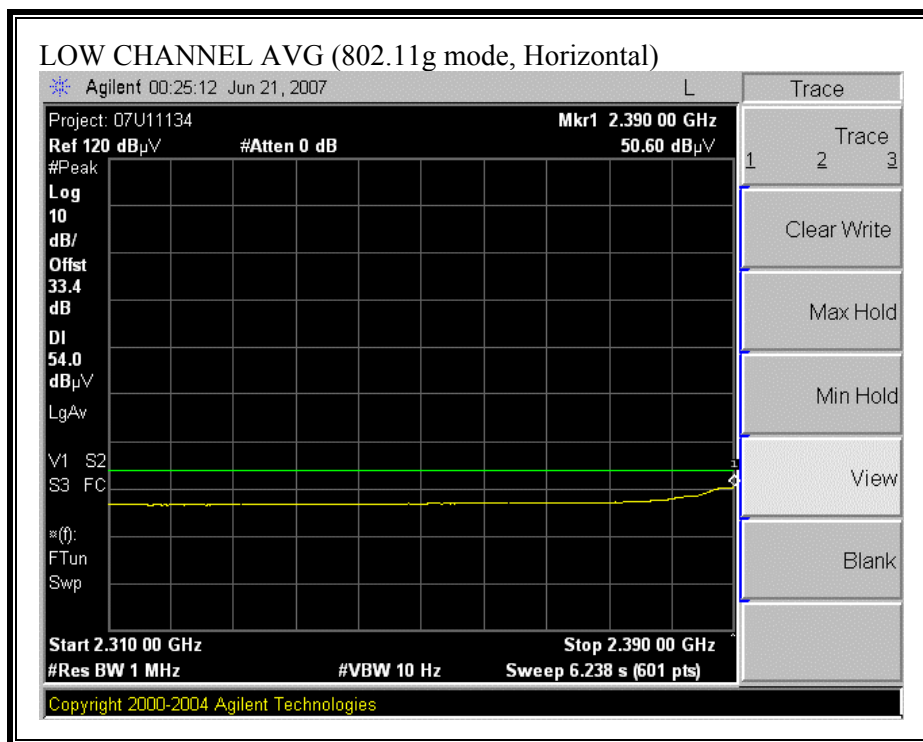 LOW CHANNEL AVG (802.11g mode, Horizontal)
Agilent 00:25:12 Jun 21, 2007 L
Trace
Project: 07U11134 Mkr1 2.390 00 GHz
Ref 120 dBµV #Atten 0 dB 50.60 dBµV
#Peak
Log
10
dB/
Offst
33.4
dB
DI
54.0
dBµV
LgAv
V1 S2
S3 FC
¤(f):
FTun
Swp
1
Start 2.310 00 GHz Stop 2.390 00 GHz ^
#Res BW 1 MHz #VBW 10 Hz Sweep 6.238 s (601 pts)
Trace
1 2 3
Clear Write
Max Hold
Min Hold
View
Blank
Copyright 2000-2004 Agilent Technologies